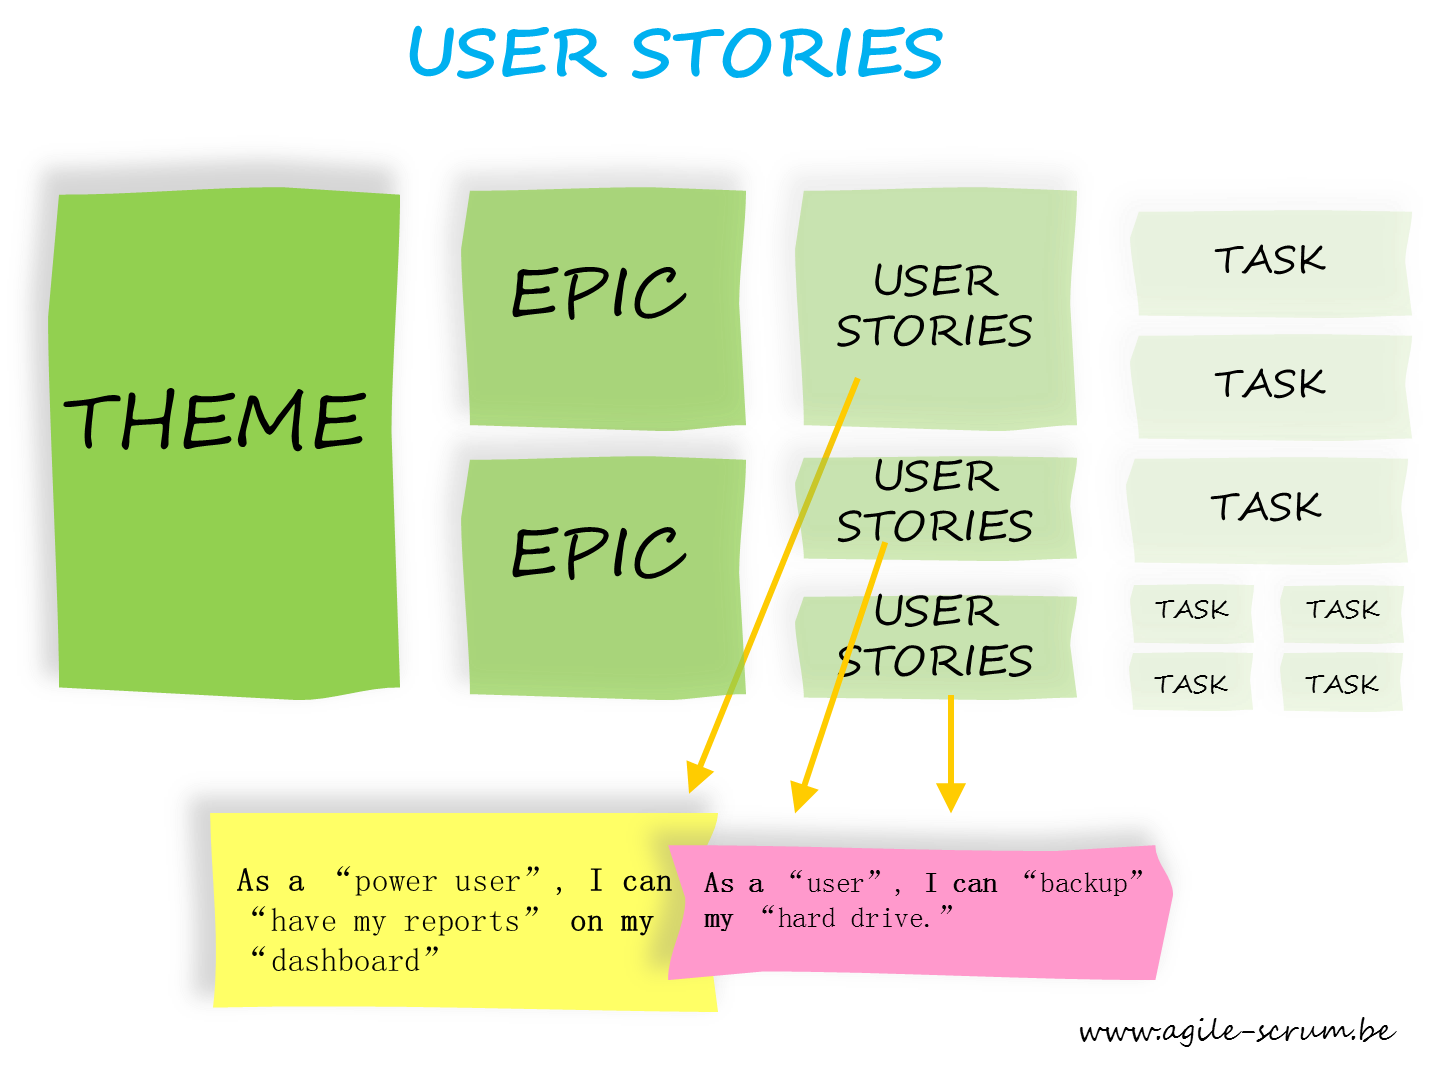 USER STORIES
THEME
EPIC
EPIC
USER
STORIES
USER
STORIES
USER
STORIES
TASK
TASK
TASK
TASK
TASK
TASK
TASK
As a “power user”, I can
“have my reports” on my
“dashboard”
As a “user”, I can “backup”
my “hard drive.”
www.agile-scrum.be